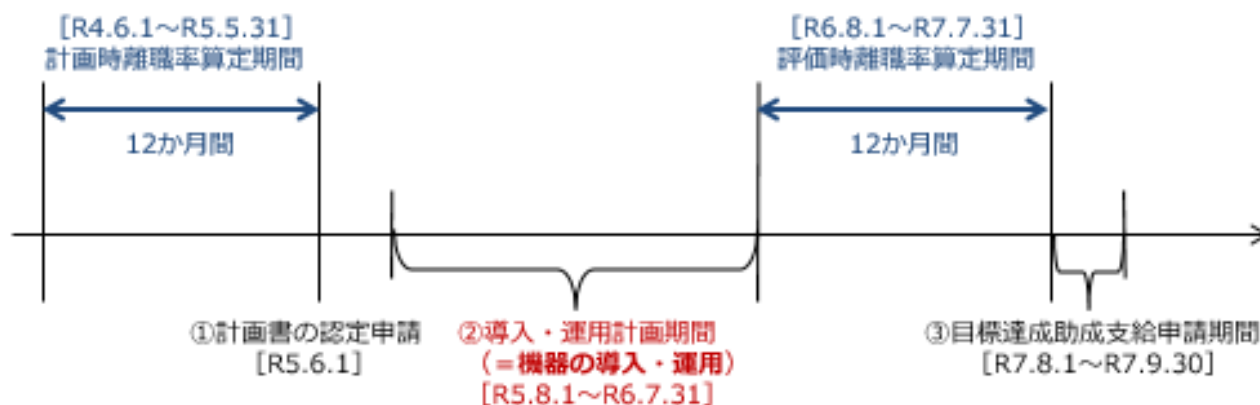 [R4.6.1~R5.5.31]
計画時離職率算定期間
12か月間
[R6.8.1~R7.7.31]
評価時離職率算定期間
12か月間
①計画書の認定申請
[R5.6.1]
②導入・運用計画期間
(=機器の導入・運用)
[R5.8.1~R6.7.31]
③目標達成助成支給申請期間
[R7.8.1~R7.9.30]